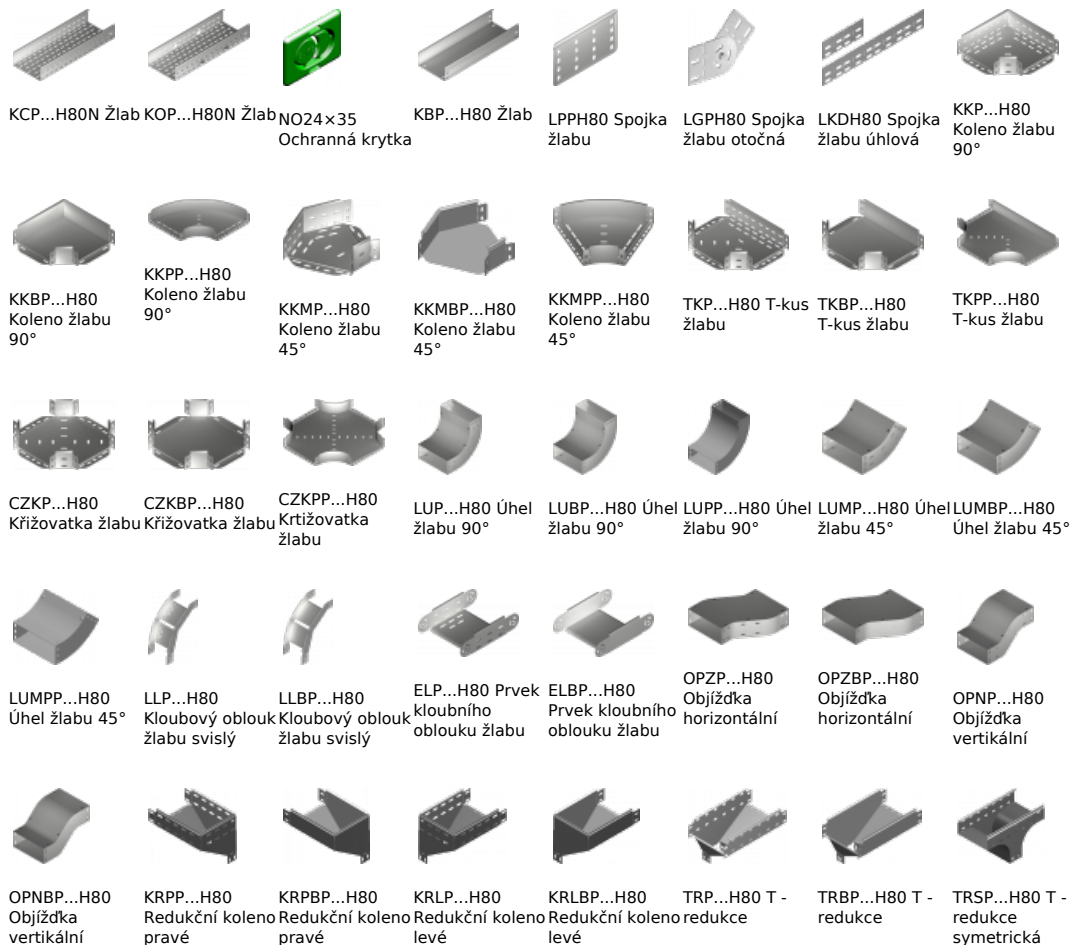 KCP...H80N Žlab
KOP...H80N Žlab
NO24×35
Ochranná krytka
KBP...H80 Žlab
LPPH80 Spojka
žlabu
LGPH80 Spojka
žlabu otočná
LKDH80 Spojka
žlabu úhlová
KKP...H80
Koleno žlabu
90°
KKBP...H80
Koleno žlabu
90°
KKPP...H80
Koleno žlabu
90°
KKMP...H80
Koleno žlabu
45°
KKMBP...H80
Koleno žlabu
45°
KKMPP...H80
Koleno žlabu
45°
TKP...H80 T-kus
žlabu
TKBP...H80
T-kus žlabu
TKPP...H80
T-kus žlabu
CZKP...H80
Křižovatka žlabu
CZKBP...H80
Křižovatka žlabu
CZKPP...H80
Krtižovatka
žlabu
LUP...H80 Úhel
žlabu 90°
LUBP...H80 Úhel
žlabu 90°
LUPP...H80 Úhel
žlabu 90°
LUMP...H80 Úhel
žlabu 45°
LUMBP...H80
Úhel žlabu 45°
LUMPP...H80
Úhel žlabu 45°
LLP...H80
Kloubový oblouk
žlabu svislý
LLBP...H80
Kloubový oblouk
žlabu svislý
ELP...H80 Prvek
kloubního
oblouku žlabu
ELBP...H80
Prvek kloubního
oblouku žlabu
OPZP...H80
Objížďka
horizontální
OPZBP...H80
Objížďka
horizontální
OPNP...H80
Objížďka
vertikální
OPNBP...H80
Objížďka
vertikální
KRPP...H80
Redukční koleno
pravé
KRPBP...H80
Redukční koleno
pravé
KRLP...H80
Redukční koleno
levé
KRLBP...H80
Redukční koleno
levé
TRP...H80 T -
redukce
TRBP...H80 T -
redukce
TRSP...H80 T -
redukce
symetrická